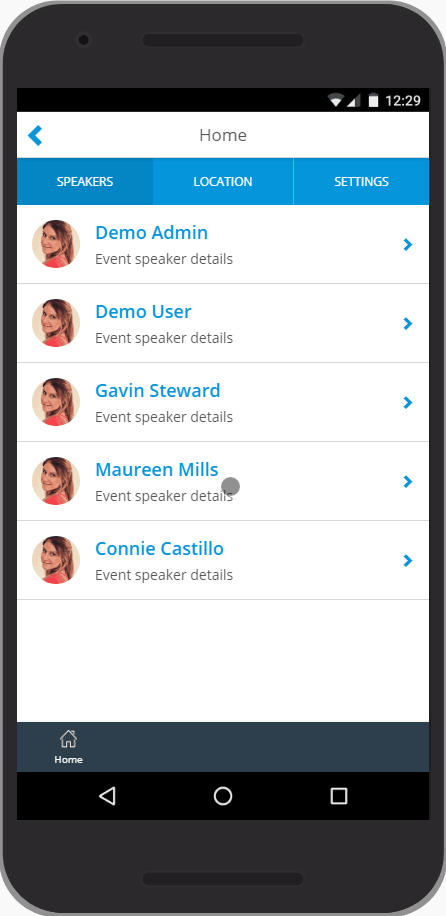 12:29
Home
SPEAKERS LOCATION SETTINGS
Demo Admin
Event speaker details
Demo User
Event speaker details
Gavin Steward
Event speaker details
Maureen Mills
Event speaker details
Connie Castillo
Event speaker details
Home